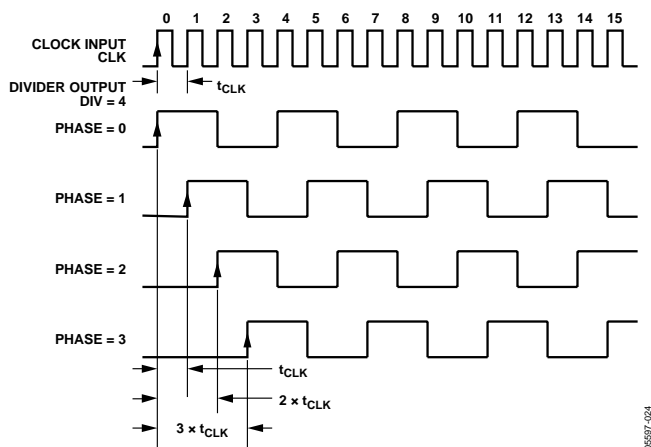 0 1 2 3 4 5 6 7 8 9 10 11 12 13 14 15
CLOCK INPUT
CLK
tCLK
DIVIDER OUTPUT
DIV = 4
PHASE = 0
PHASE = 1
PHASE = 2
PHASE = 3
tCLK
2 × tCLK
3 × tCLK
05597-024